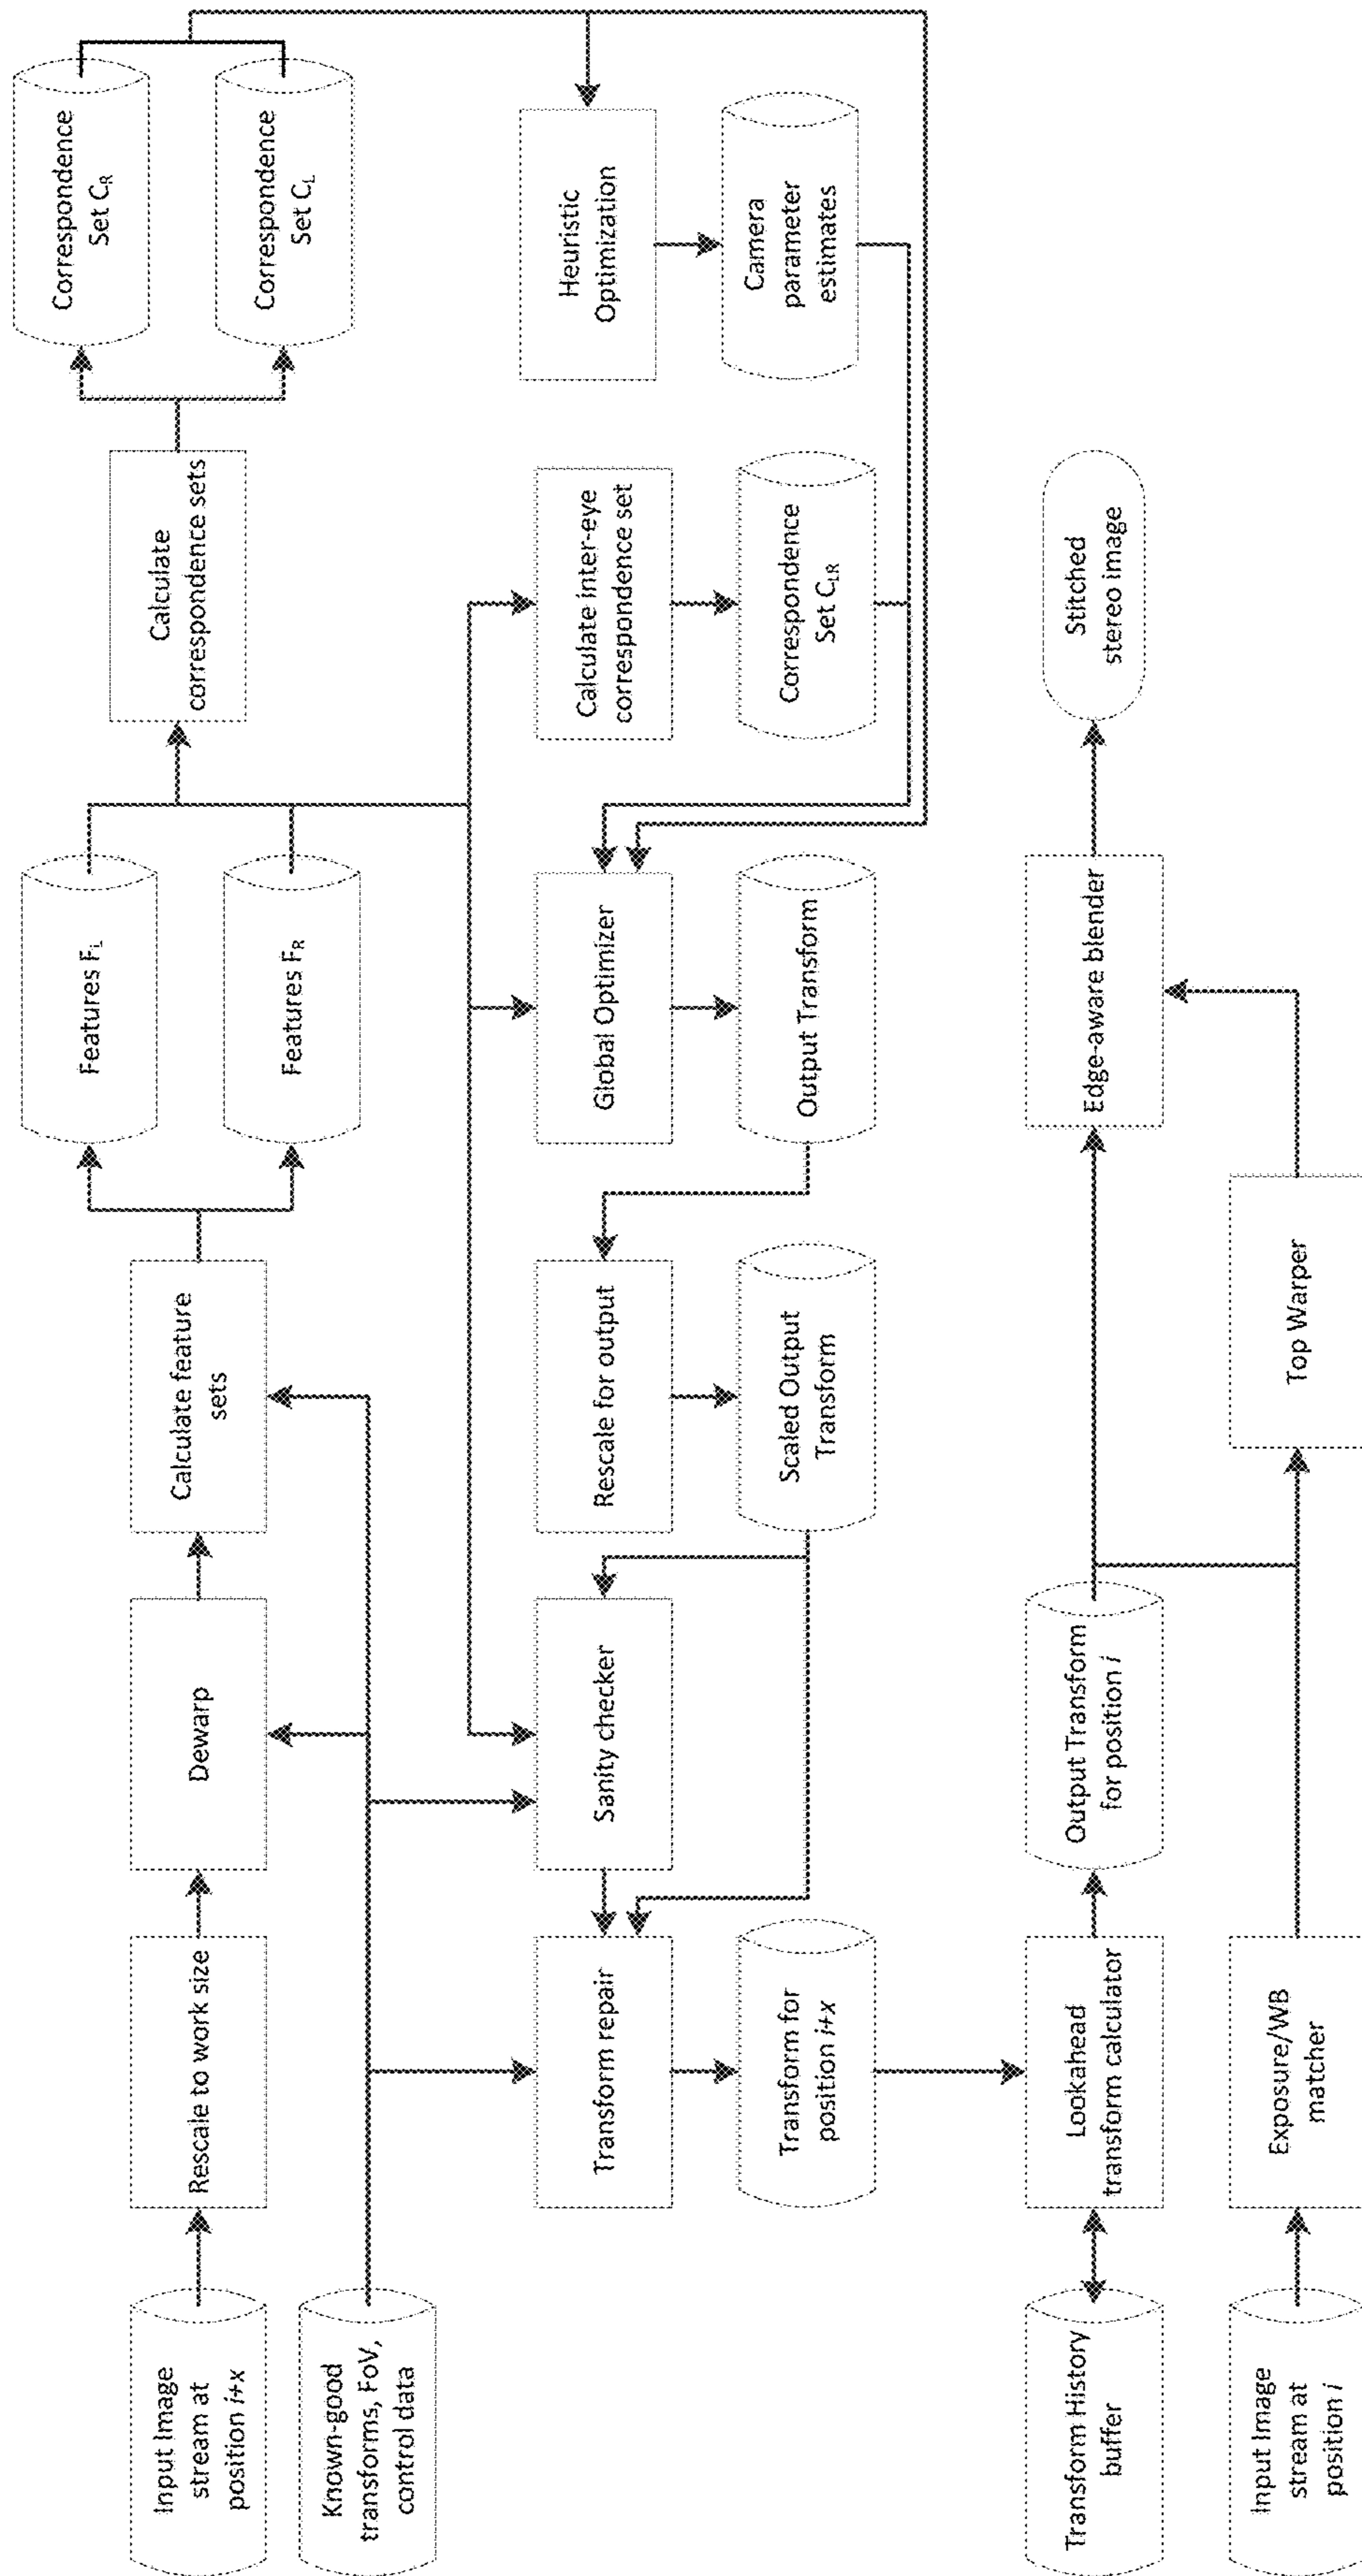 Input Image
stream at
position i+x
Rescale to work size
Dewarp
Calculate feature
sets
Features F_L
Features F_R
Calculate
correspondence sets
Correspondence
Set C_R
Correspondence
Set C_L
Known-good
transforms, FoV,
control data
Transform repair
Sanity checker
Rescale for output
Global Optimizer
Calculate inter-eye
correspondence set
Heuristic
Optimization
Transform for
position i+x
Scaled Output
Transform
Output Transform
Correspondence
Set C_LR
Camera
parameter
estimates
Transform History
buffer
Lookahead
transform calculator
Output Transform
for position i
Edge-aware blender
Stitched
stereo image
Input Image
stream at
position i
Exposure/WB
matcher
Top Warper